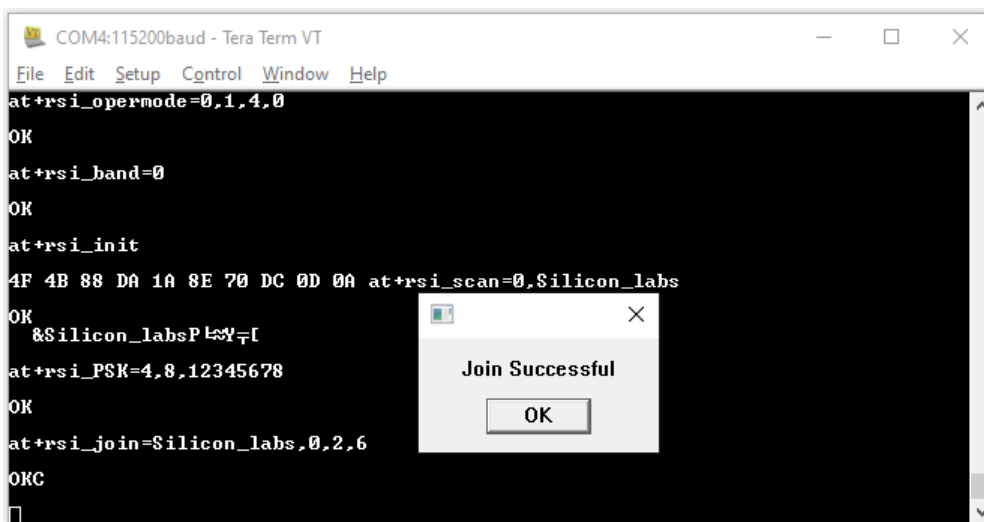 COM4:115200baud - Tera Term VT
File Edit Setup Control Window Help
at+rsi_opermode=0,1,4,0
OK
at+rsi_band=0
OK
at+rsi_init
4F 4B 88 DA 1A 8E 70 DC 0D 0A at+rsi_scan=0,Silicon_labs
OK
&Silicon_labsP
at+rsi_PSK=4,8,12345678
OK
at+rsi_join=Silicon_labs,0,2,6
OKC
Join Successful
OK